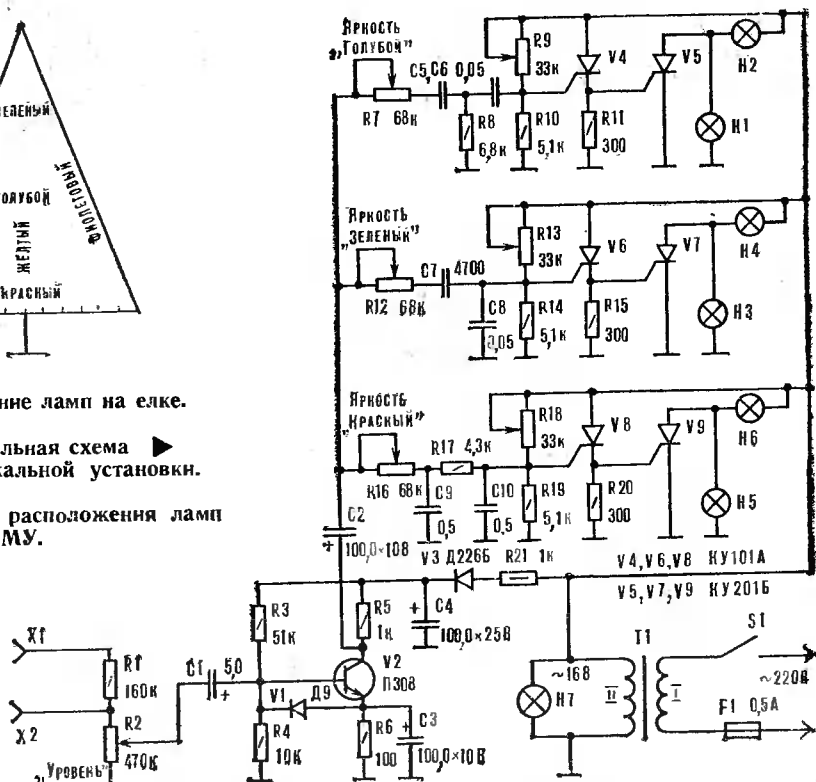 ЗЕЛЕНЫЙ
ГОЛУБОЙ
ЖЕЛТЫЙ
ФИОЛЕТОВЫЙ
КРАСНЫЙ
ние ламп на елке.
льная схема ►
кальной установки.
расположения ламп
МУ.
Яркость
„Голубой"
R7 68к
C5,C6 0,05
R8
6,8к
R9
33к
R10
5,1к
V4
R11
300
V5
H2
H1
Яркость
„Зеленый"
R12 68к
C7 4700
C8
0,05
R13
33к
R14
5,1к
V6
R15
300
V7
H4
H3
Яркость
„Красный"
R16 68к
R17 4,3к
C9
0,5
C10
0,5
R18
33к
R19
5,1к
V8
R20
300
V9
H6
H5
C2
+
100,0×10В
V3 Д226Б
R21 1к
V4,V6,V8 КУ101А
V5,V7,V9 КУ201Б
X1
X2
R1
160к
R2
470к
„Уровень"
C1 5,0
+
R3
51к
R4
10к
V1 Д9
R5
1к
V2
П308
R6
100
+ C4
100,0×25В
+ C3
100,0×10В
H7
~16В
II
T1
I
S1
~220В
F1 0,5А